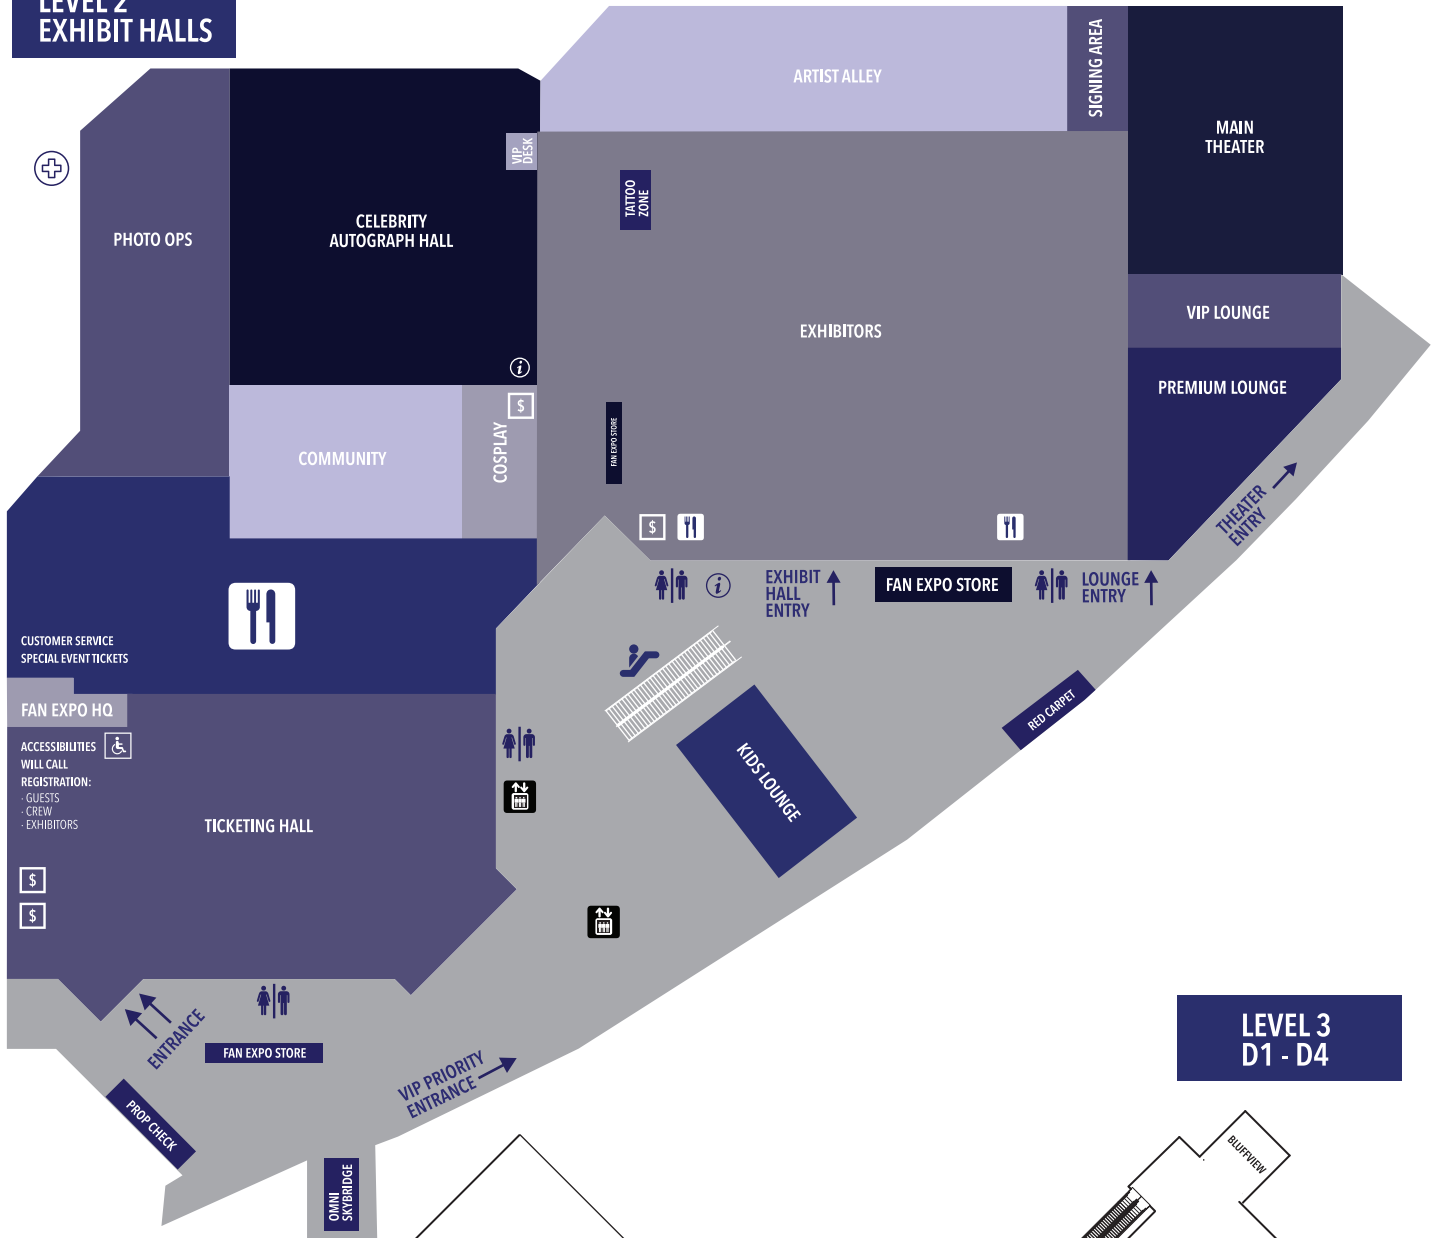 LEVEL 2
EXHIBIT HALLS
ARTIST ALLEY
SIGNING AREA
MAIN
THEATER
VIP
DESK
TATTOO
ZONE
PHOTO OPS
CELEBRITY
AUTOGRAPH HALL
EXHIBITORS
VIP LOUNGE
i
PREMIUM LOUNGE
$
COSPLAY
COMMUNITY
FAN EXPO STORE
THEATER
ENTRY
$
i
EXHIBIT
HALL
ENTRY
FAN EXPO STORE
LOUNGE
ENTRY
CUSTOMER SERVICE
SPECIAL EVENT TICKETS
FAN EXPO HQ
ACCESSIBILITIES
WILL CALL
REGISTRATION:
· GUESTS
· CREW
· EXHIBITORS
RED CARPET
KIDS LOUNGE
TICKETING HALL
$
$
ENTRANCE
FAN EXPO STORE
VIP PRIORITY
ENTRANCE
PROP CHECK
OMNI
SKYBRIDGE
LEVEL 3
D1 - D4
BLUFFVIEW